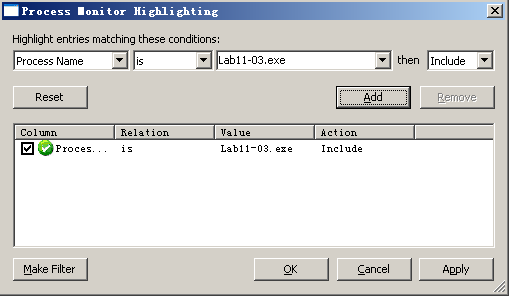 Process Monitor Highlighting
Highlight entries matching these conditions:
Process Name is Lab11-03.exe then Include
Reset Add Remove
Column Relation Value Action
Proces... is Lab11-03.exe Include
Make Filter OK Cancel Apply